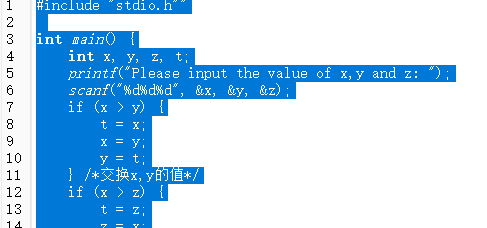 1 #include "stdio.h""
2
3 int main() {
4 int x, y, z, t;
5 printf("Please input the value of x,y and z: ");
6 scanf("%d%d%d", &x, &y, &z);
7 if (x > y) {
8 t = x;
9 x = y;
10 y = t;
11 } /*交换x,y的值*/
12 if (x > z) {
13 t = z;
14 z = x;